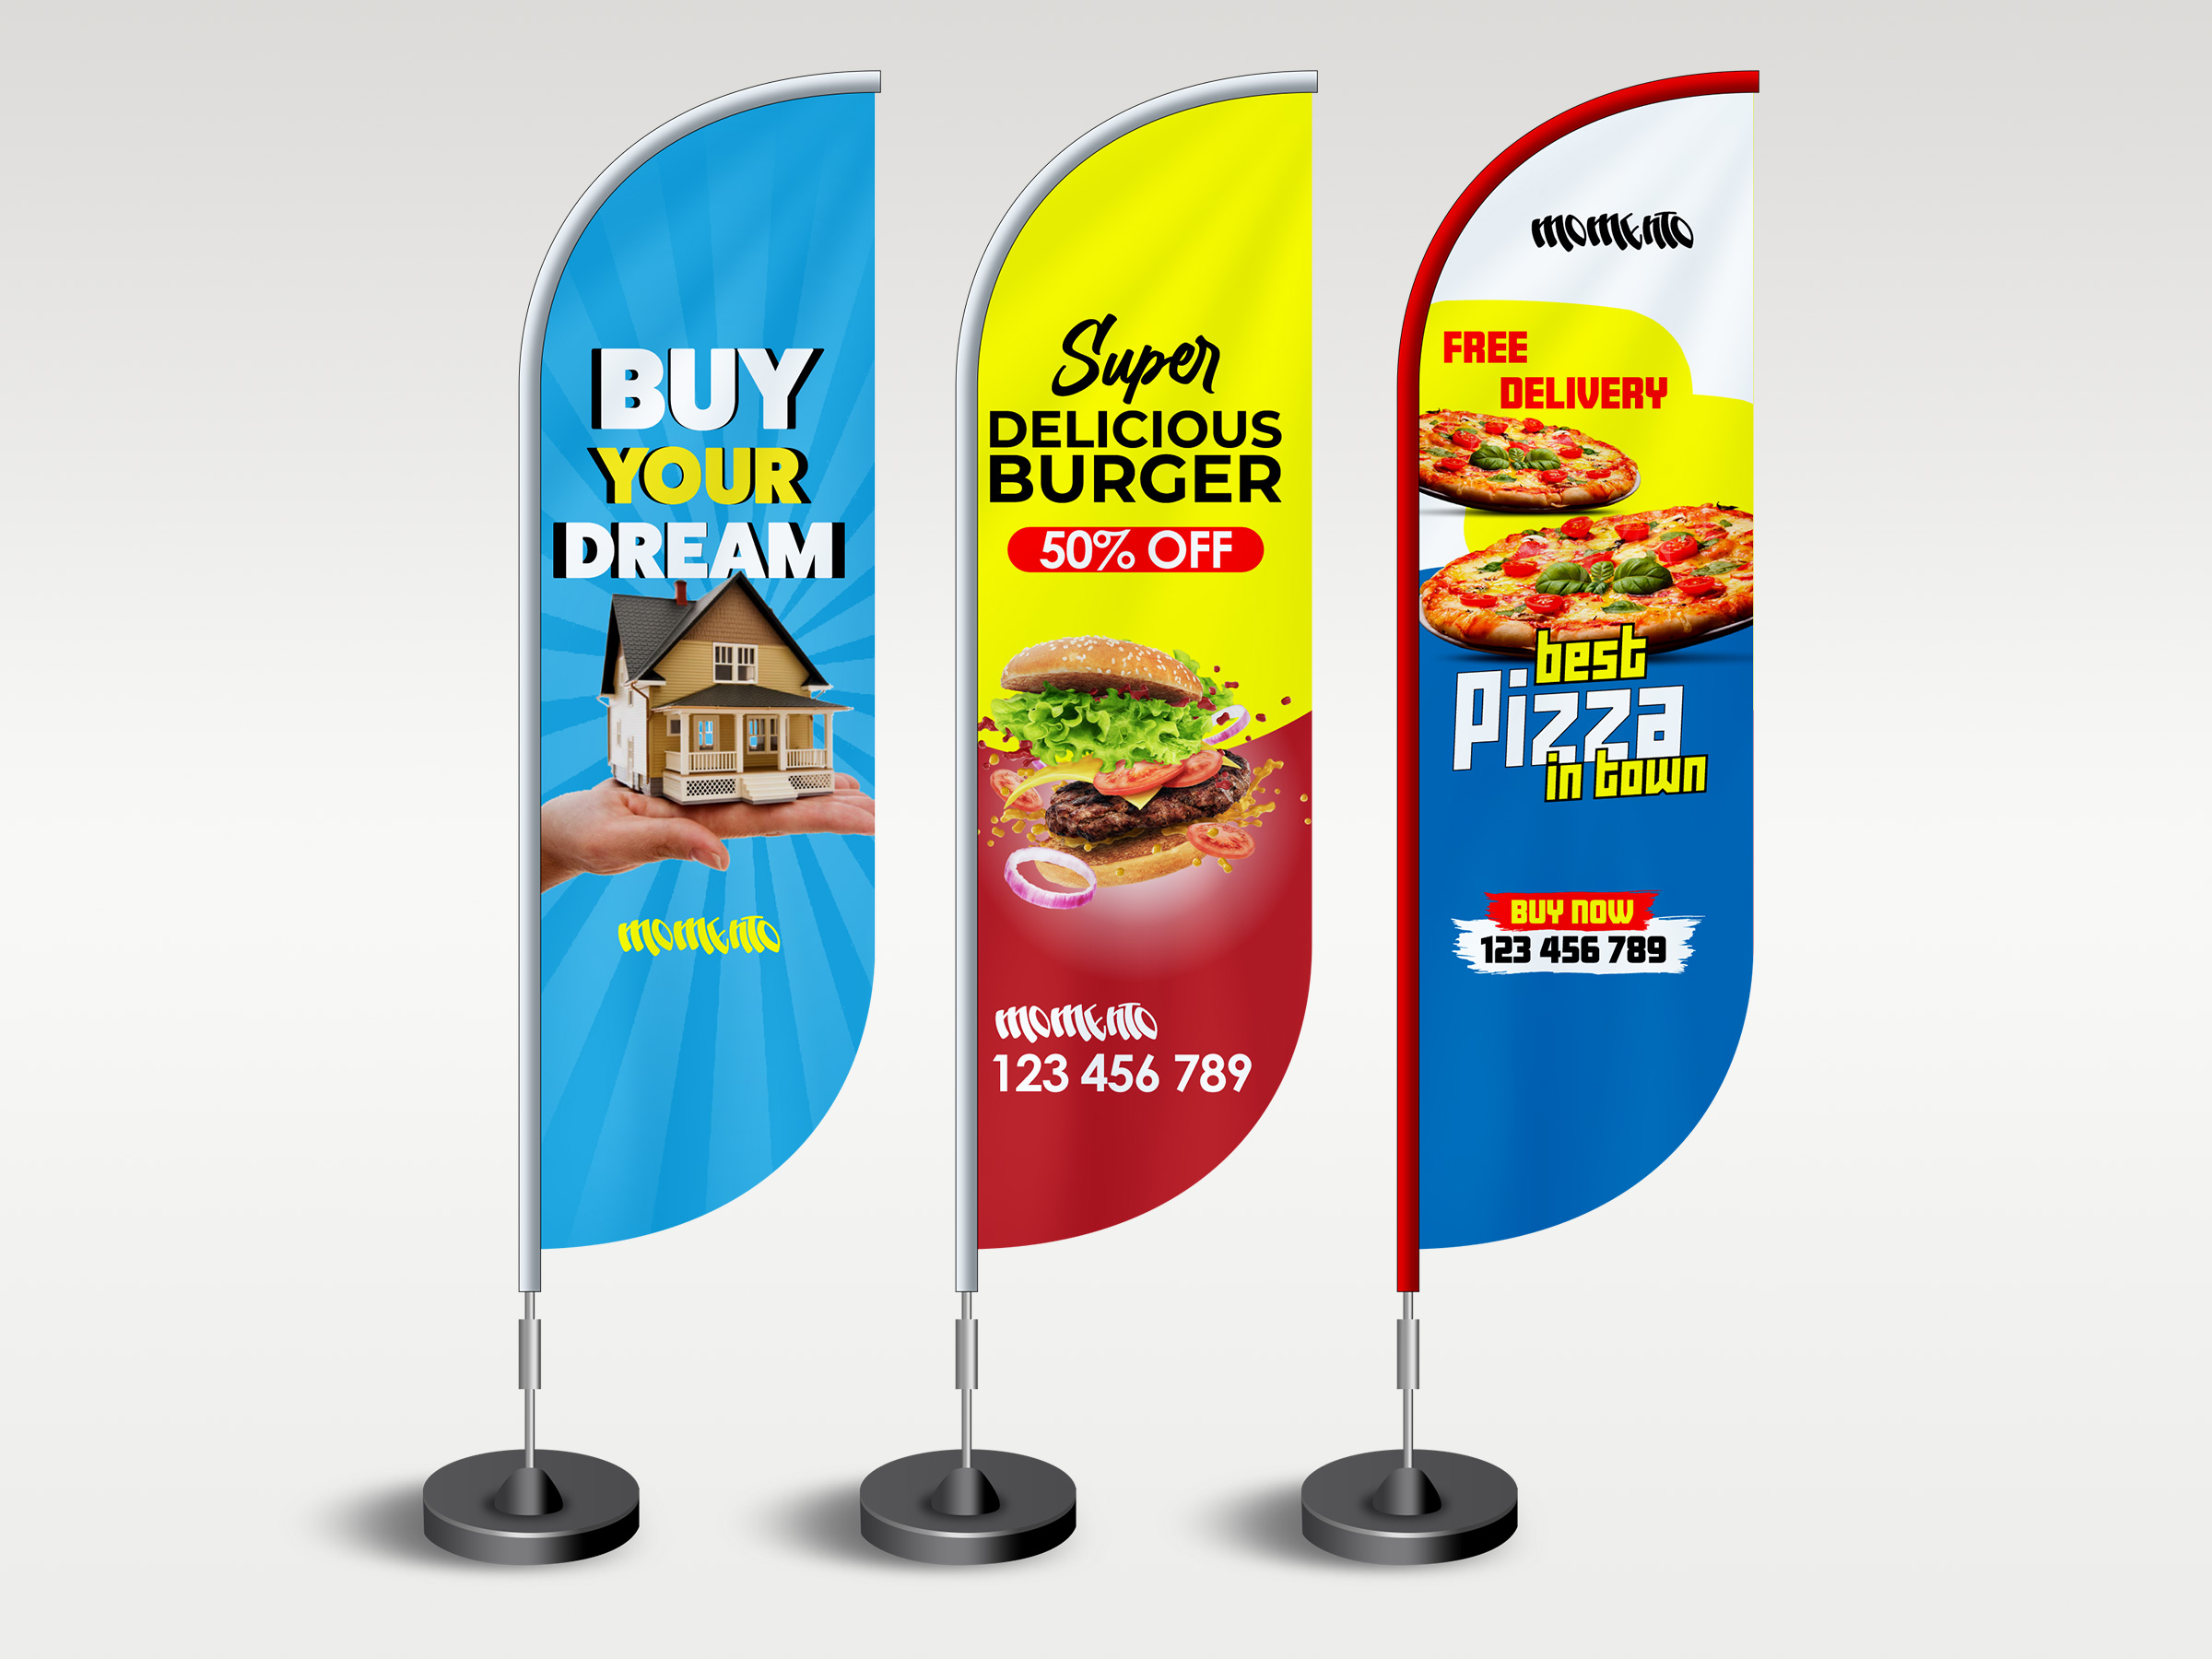 BUY
YOUR
DREAM
momento
Super
DELICIOUS
BURGER
50% OFF
momento
123 456 789
momento
FREE
DELIVERY
best
Pizza
in town
BUY NOW
123 456 789